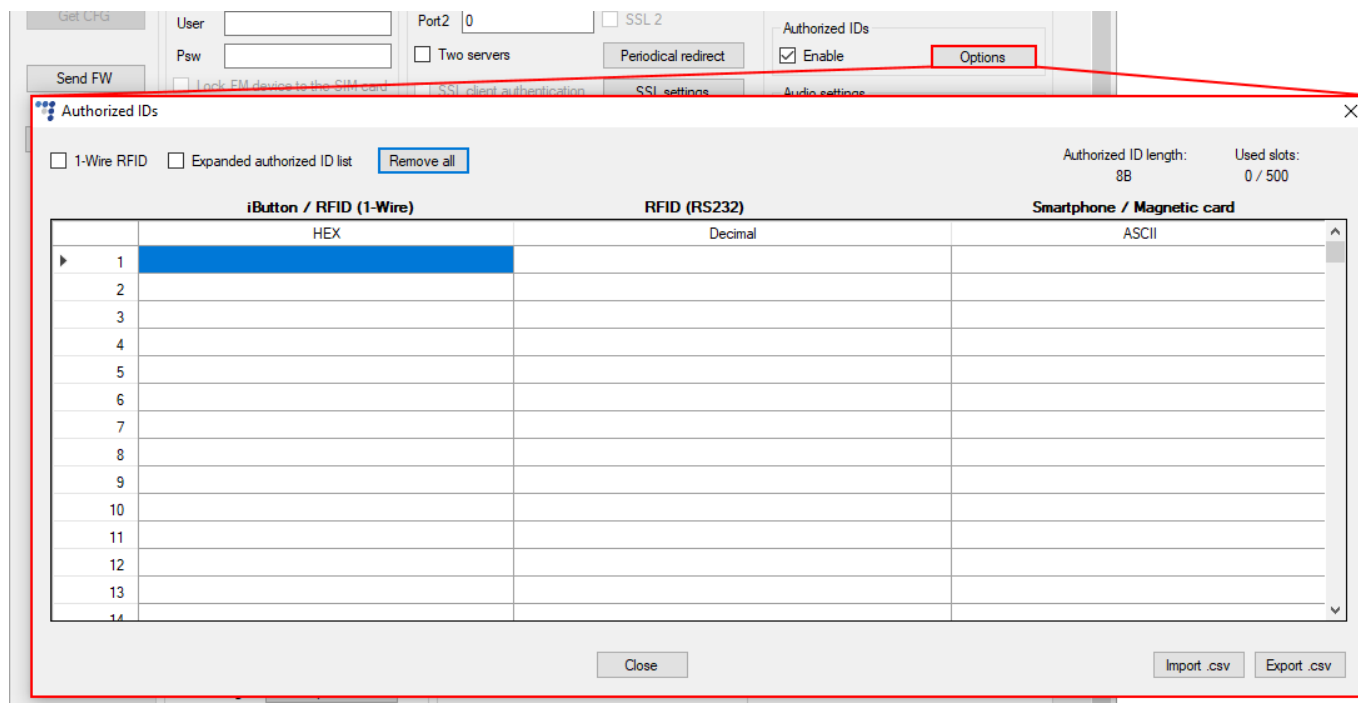 Get CFG
User
Port2 0
SSL 2
Authorized IDs
Psw
Two servers
Periodical redirect
Enable
Options
Send FW
Lock FM device to the SIM card
SSL client authentication
SSL settings
Audio settings
Authorized IDs
1-Wire RFID
Expanded authorized ID list
Remove all
Authorized ID length:
8B
Used slots:
0 / 500
iButton / RFID (1-Wire)
RFID (RS232)
Smartphone / Magnetic card
HEX
Decimal
ASCII
1
2
3
4
5
6
7
8
9
10
11
12
13
14
Close
Import .csv
Export .csv